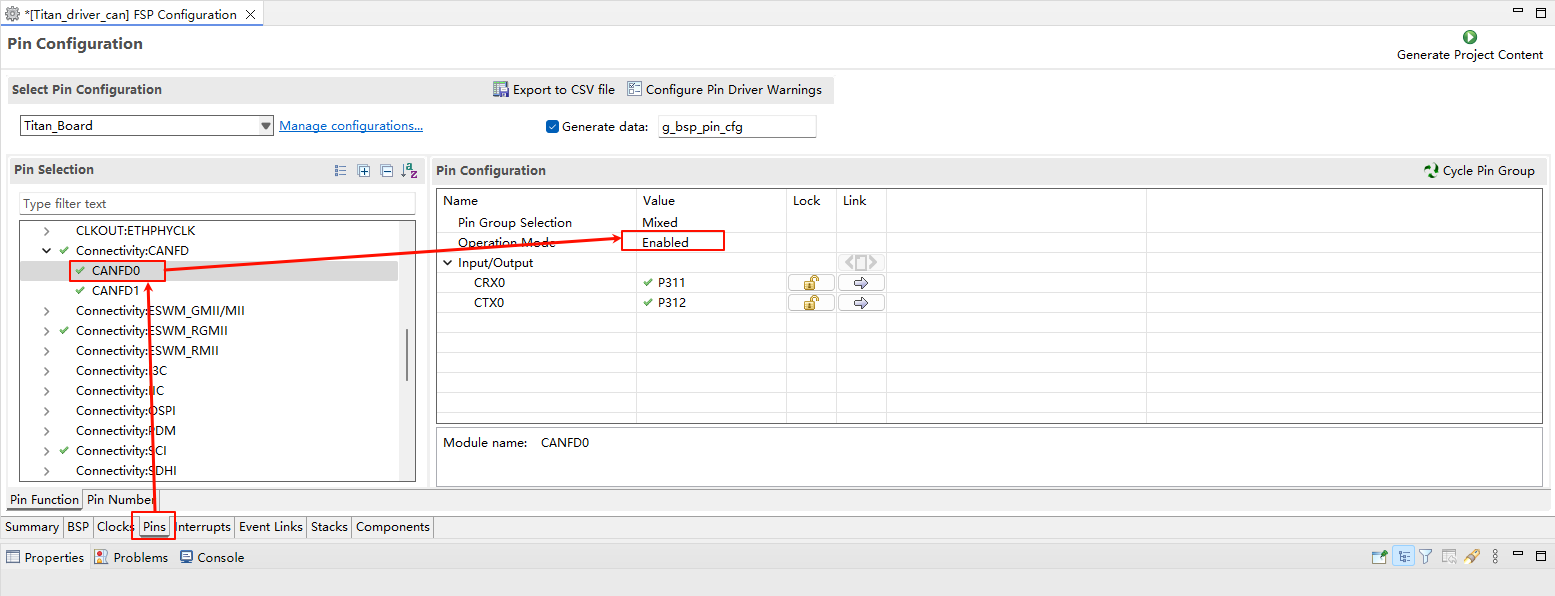 *[Titan_driver_can] FSP Configuration
Pin Configuration
Generate Project Content
Select Pin Configuration
Export to CSV file
Configure Pin Driver Warnings
Titan_Board
Manage configurations...
Generate data:
g_bsp_pin_cfg
Pin Selection
Type filter text
CLKOUT:ETHPHYCLK
Connectivity:CANFD
CANFD0
CANFD1
Connectivity:ESWM_GMII/MII
Connectivity:ESWM_RGMII
Connectivity:ESWM_RMII
Connectivity:I3C
Connectivity:IIC
Connectivity:OSPI
Connectivity:PDM
Connectivity:SCI
Connectivity:SDHI
Pin Configuration
Cycle Pin Group
Name Value Lock Link
Pin Group Selection Mixed
Operation Mode Enabled
Input/Output
CRX0 P311
CTX0 P312
Module name: CANFD0
Pin Function Pin Number
Summary BSP Clocks Pins Interrupts Event Links Stacks Components
Properties Problems Console